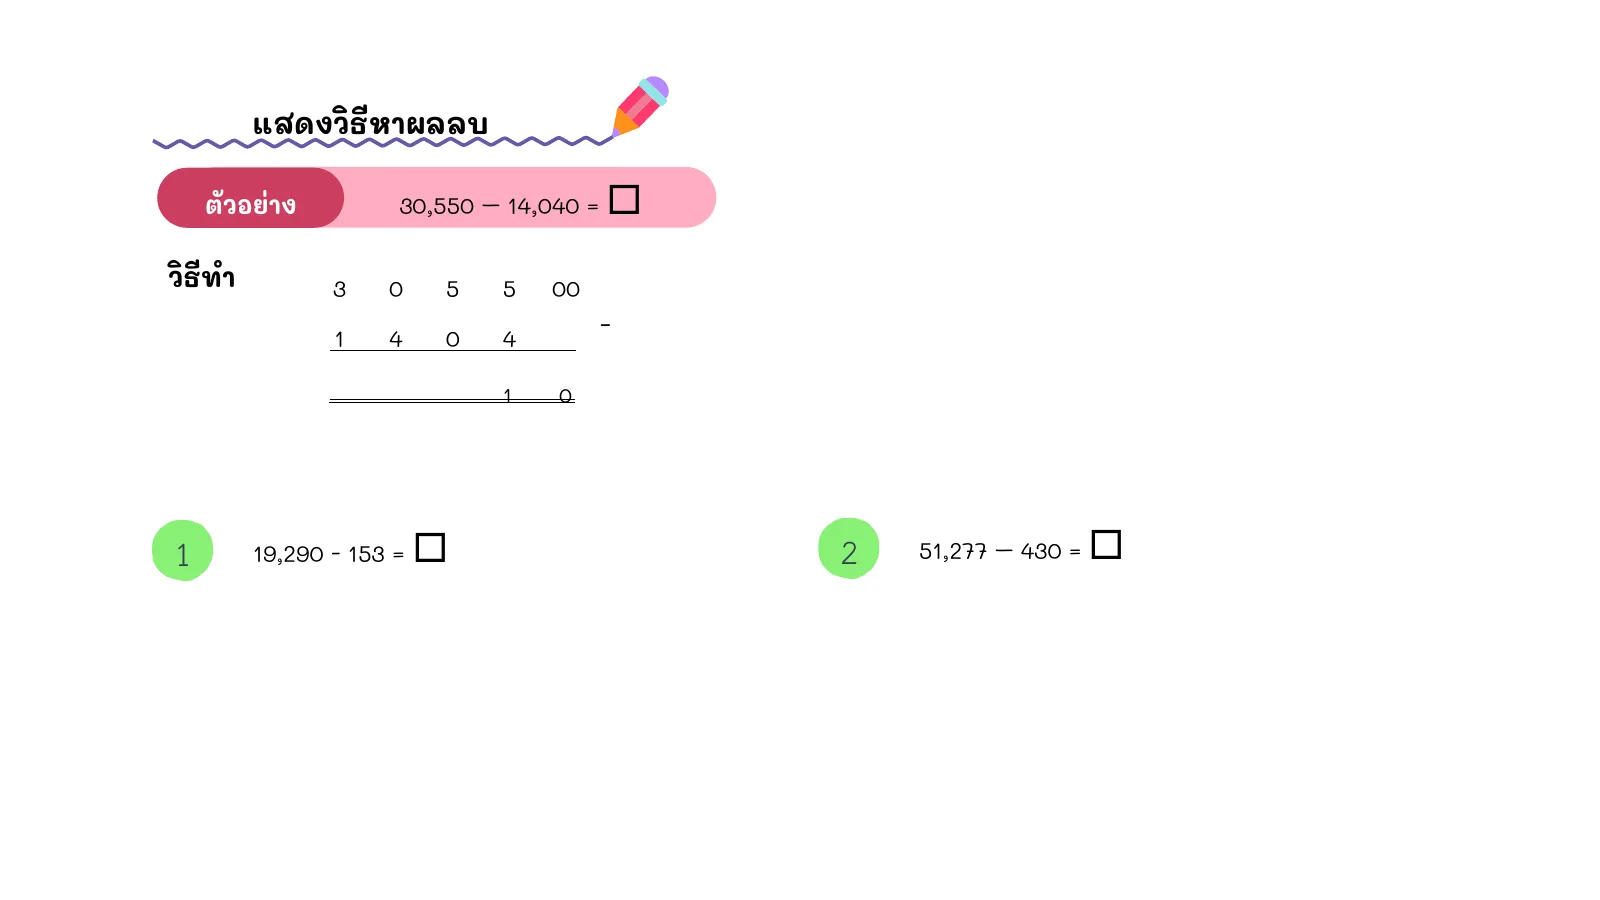 แสดงวิธีหาผลลบ
ตัวอย่าง 30,550 – 14,040 = □
วิธีทำ
3 0 5 5 00
-
1 4 0 4
1 0
1 19,290 - 153 = □
2 51,277 – 430 = □